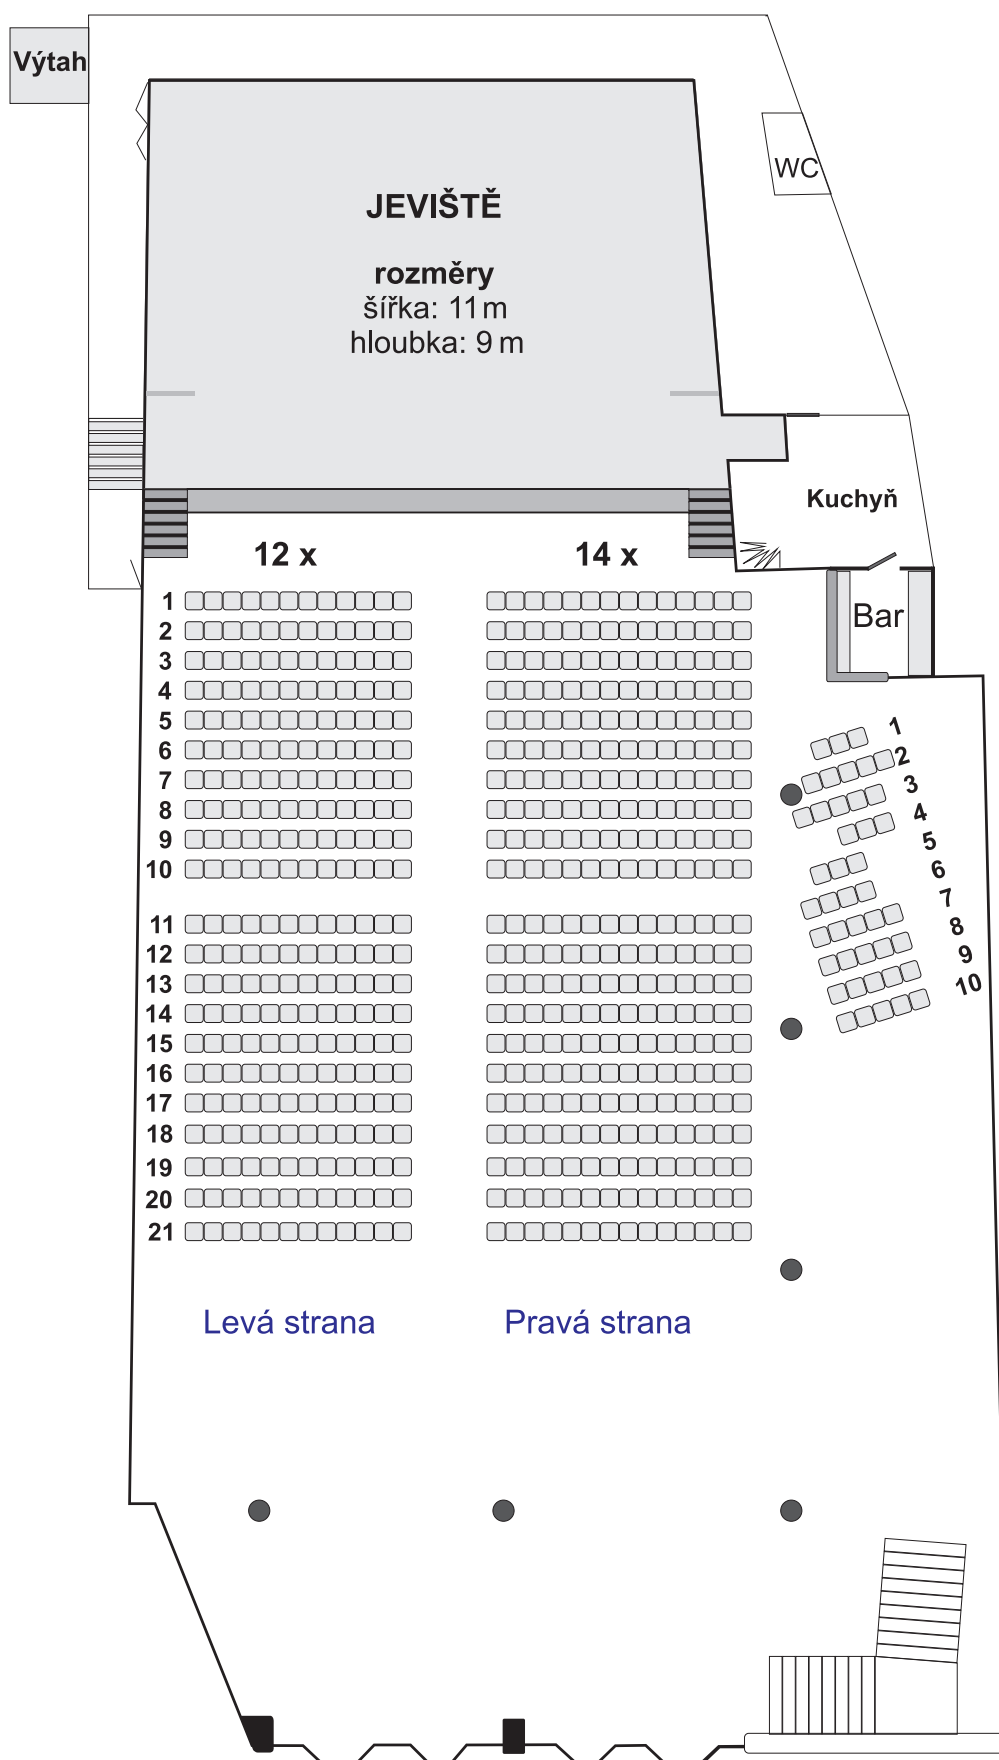 Výtah
WC
JEVIŠTĚ
rozměry
šířka: 11 m
hloubka: 9 m
Kuchyň
12 x
14 x
Bar
1
2
3
4
5
6
7
8
9
10
11
12
13
14
15
16
17
18
19
20
21
1
2
3
4
5
6
7
8
9
10
Levá strana
Pravá strana